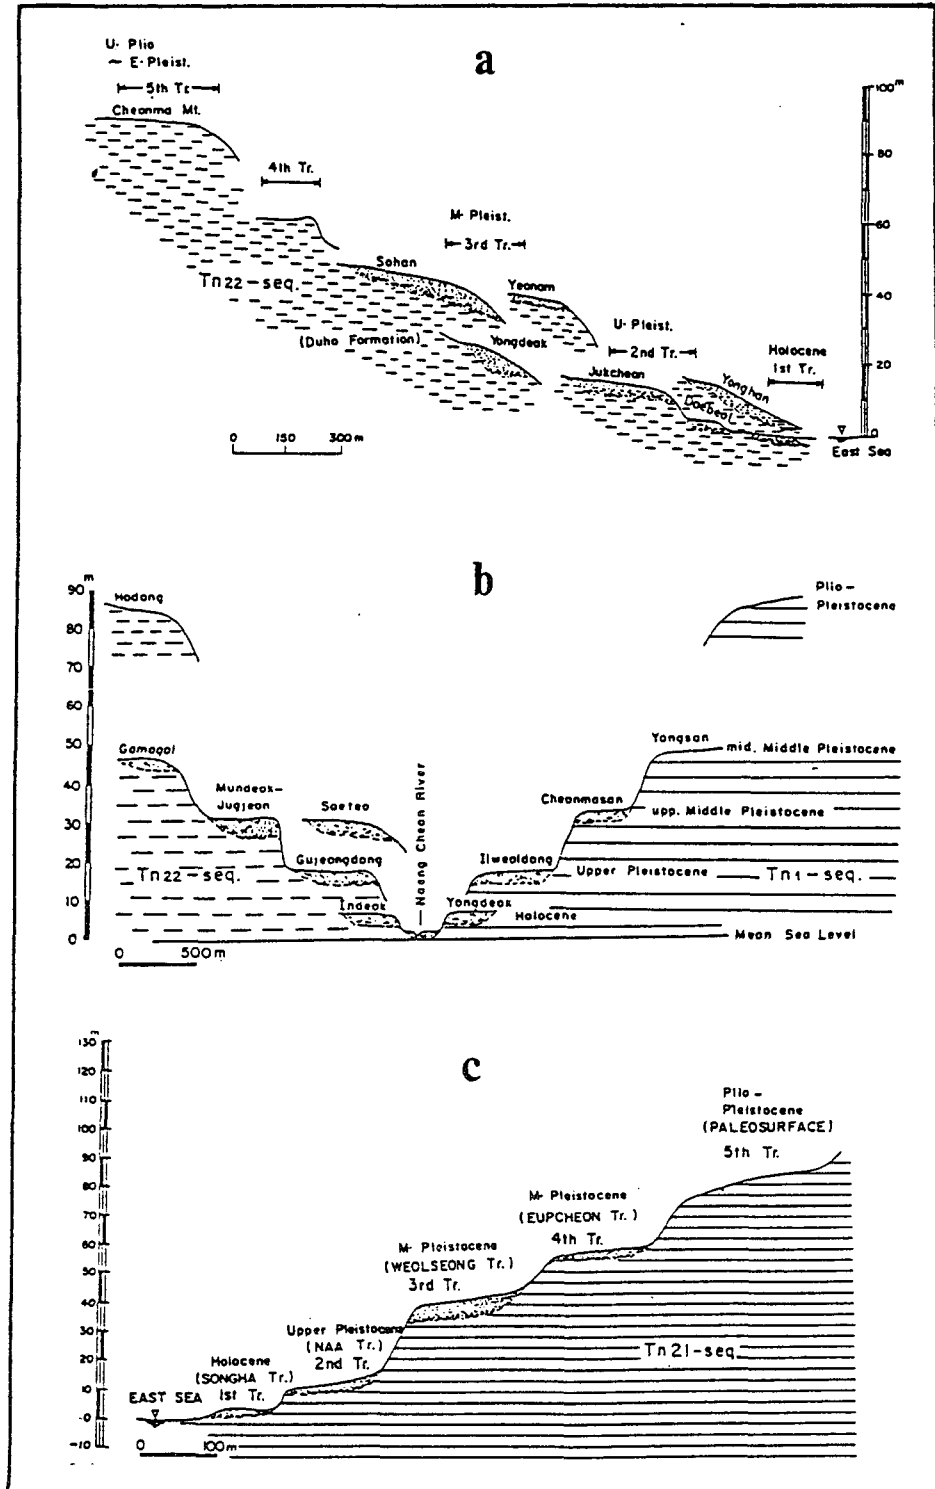 a
U- Plio
~ E-Pleist.
5th Tr.
Cheonma Mt.
100 m
80
60
40
20
0
4th Tr.
M- Pleist.
3rd Tr.
Sohan
Tn22-seq.
Yeonam
(Duho Formation)
Yongdeok
U- Pleist.
2nd Tr.
Jukcheon
Holocene
1st Tr.
Yonghan
East Sea
0 150 300 m
b
m
90
80
70
60
50
40
30
20
10
0
Hodong
Plio-
Pleistocene
Gamagol
Mundeok-
Jugjeon
Saeteo
Naeng Cheon River
Yongsan
mid. Middle Pleistocene
Cheonmasan
upp. Middle Pleistocene
Tn22-seq.
Gujeongdong
Ilweoldong
Upper Pleistocene
Tn1-seq.
Indeok
Yongdeok
Holocene
Mean Sea Level
0 500m
c
m
130
120
110
100
90
80
70
60
50
40
30
20
10
-0
-10
Plio-
Pleistocene
(PALEOSURFACE)
5th Tr.
M- Pleistocene
(EUPCHEON Tr.)
4th Tr.
M- Pleistocene
(WEOLSEONG Tr.)
3rd Tr.
Upper Pleistocene
(NAA Tr.)
2nd Tr.
Tn21-seq.
Holocene
(SONGHA Tr.)
1st Tr.
EAST SEA
0 100m